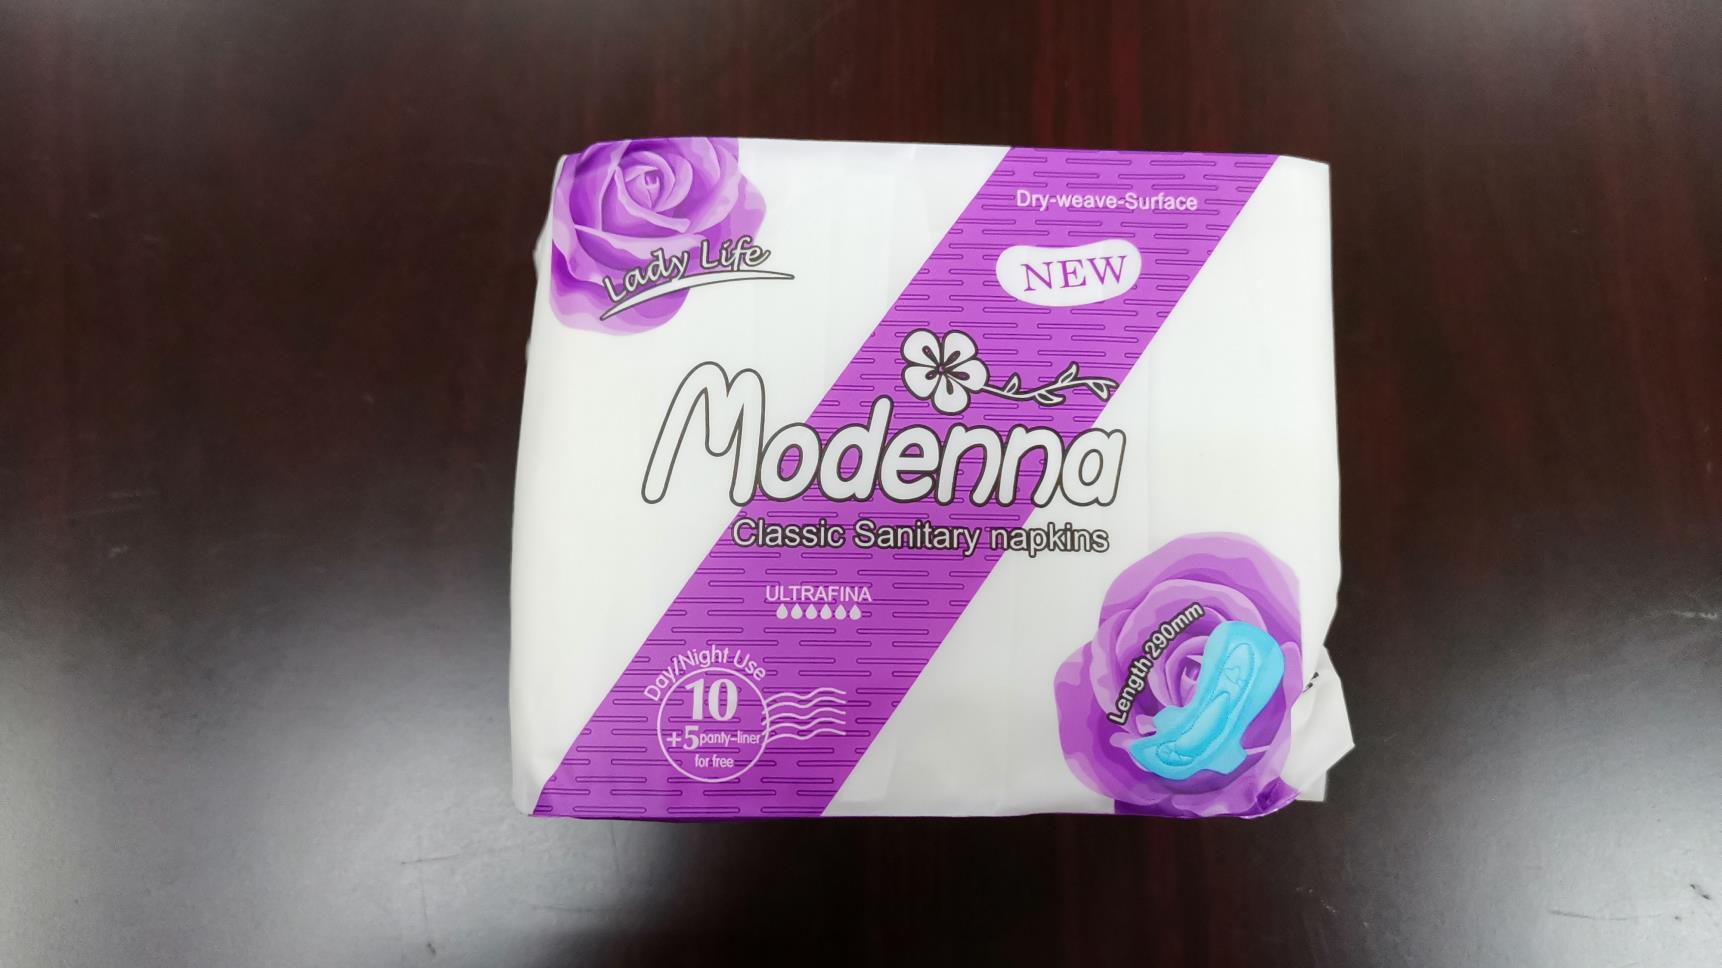 Lady Life
Dry-weave-Surface
NEW
Modenna
Classic Sanitary napkins
ULTRAFINA
Day/Night Use
10
+5 panty-liner
for free
Length 290mm